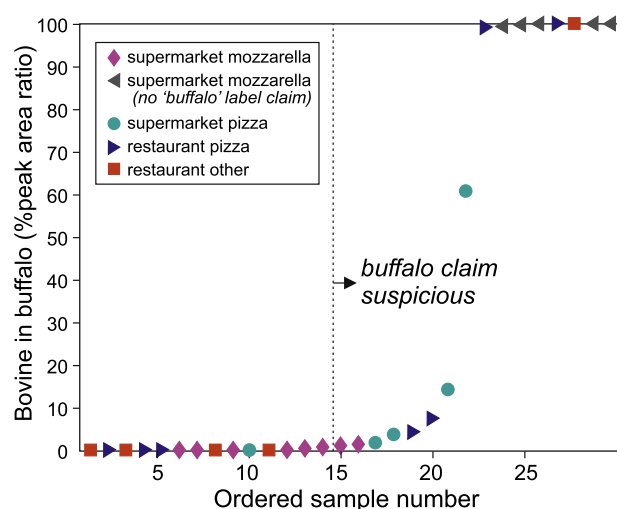 100
90
80
70
60
50
40
30
20
10
0
Bovine in buffalo (%peak area ratio)
supermarket mozzarella
supermarket mozzarella
(no ‘buffalo’ label claim)
supermarket pizza
restaurant pizza
restaurant other
buffalo claim
suspicious
5 10 15 20 25
Ordered sample number